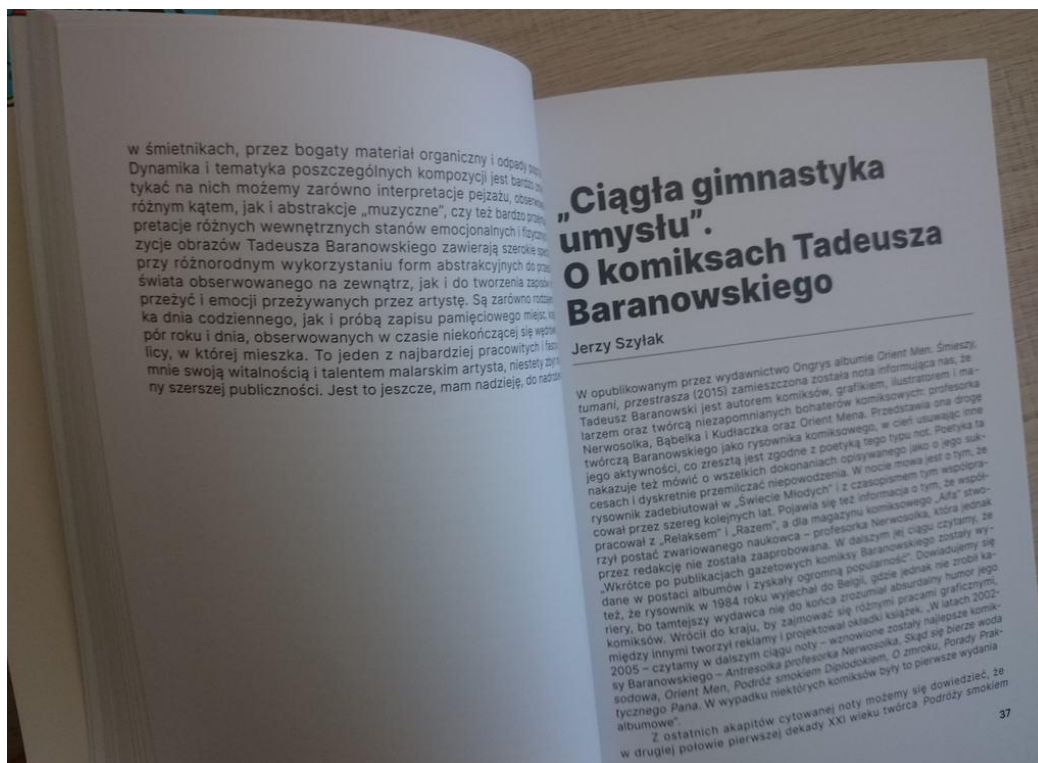 w śmietnikach, przez bogaty materiał organiczny i odpady
Dynamika i tematyka poszczególnych kompozycji jest bardzo
tykać na nich możemy zarówno interpretacje pejzażu,
różnym kątem, jak i abstrakcje „muzyczne”, czy też bardzo
pretacje różnych wewnętrznych stanów emocjonalnych i
zycje obrazów Tadeusza Baranowskiego zawierają szerokie
przy różnorodnym wykorzystaniu form abstrakcyjnych do
świata obserwowanego na zewnątrz, jak i do tworzenia
przeżyć i emocji przeżywanych przez artystę. Są zarówno
ka dnia codziennego, jak i próbą zapisu pamięciowego miejsc,
pór roku i dnia, obserwowanych w czasie niekończącej się
licy, w której mieszka. To jeden z najbardziej pracowitych i
mnie swoją witalnością i talentem malarskim artysta, niestety
ny szerszej publiczności. Jest to jeszcze, mam nadzieję, do
„Ciągła gimnastyka
umysłu”.
O komiksach Tadeusza
Baranowskiego
Jerzy Szyłak
W opublikowanym przez wydawnictwo Ongrys albumie Orient Men. Śmieszy,
tumani, przestrasza (2015) zamieszczona została nota informująca nas, że
Tadeusz Baranowski jest autorem komiksów, grafikiem, ilustratorem i ma-
larzem oraz twórcą niezapomnianych bohaterów komiksowych: profesorka
Nerwosolka, Bąbelka i Kudłaczka oraz Orient Mena. Przedstawia ona drogę
twórczą Baranowskiego jako rysownika komiksowego, w cień usuwając inne
jego aktywności, co zresztą jest zgodne z poetyką tego typu not. Poetyka ta
nakazuje też mówić o wszelkich dokonaniach opisywanego jako o jego suk-
cesach i dyskretnie przemilczać niepowodzenia. W nocie mowa jest o tym, że
rysownik zadebiutował w „Świecie Młodych” i z czasopismem tym współpra-
cował przez szereg kolejnych lat. Pojawia się też informacja o tym, że współ-
pracował z „Relaksem” i „Razem”, a dla magazynu komiksowego „Alfa” stwo-
rzył postać zwariowanego naukowca – profesorka Nerwosolka, która jednak
przez redakcję nie została zaaprobowana. W dalszym jej ciągu czytamy, że
„Wkrótce po publikacjach gazetowych komiksy Baranowskiego zostały wy-
dane w postaci albumów i zyskały ogromną popularność”. Dowiadujemy się
też, że rysownik w 1984 roku wyjechał do Belgii, gdzie jednak nie zrobił ka-
riery, bo tamtejszy wydawca nie do końca zrozumiał absurdalny humor jego
komiksów. Wrócił do kraju, by zajmować się różnymi pracami graficznymi,
między innymi tworzył reklamy i projektował okładki książek. „W latach 2002-
2005 – czytamy w dalszym ciągu noty – wznowione zostały najlepsze komik-
sy Baranowskiego – Antresolka profesorka Nerwosolka, Skąd się bierze woda
sodowa, Orient Men, Podróż smokiem Diplodokiem, O zmroku, Porady Prak-
tycznego Pana. W wypadku niektórych komiksów były to pierwsze wydania
albumowe”.
Z ostatnich akapitów cytowanej noty możemy się dowiedzieć, że
w drugiej połowie pierwszej dekady XXI wieku twórca Podróży smokiem
37